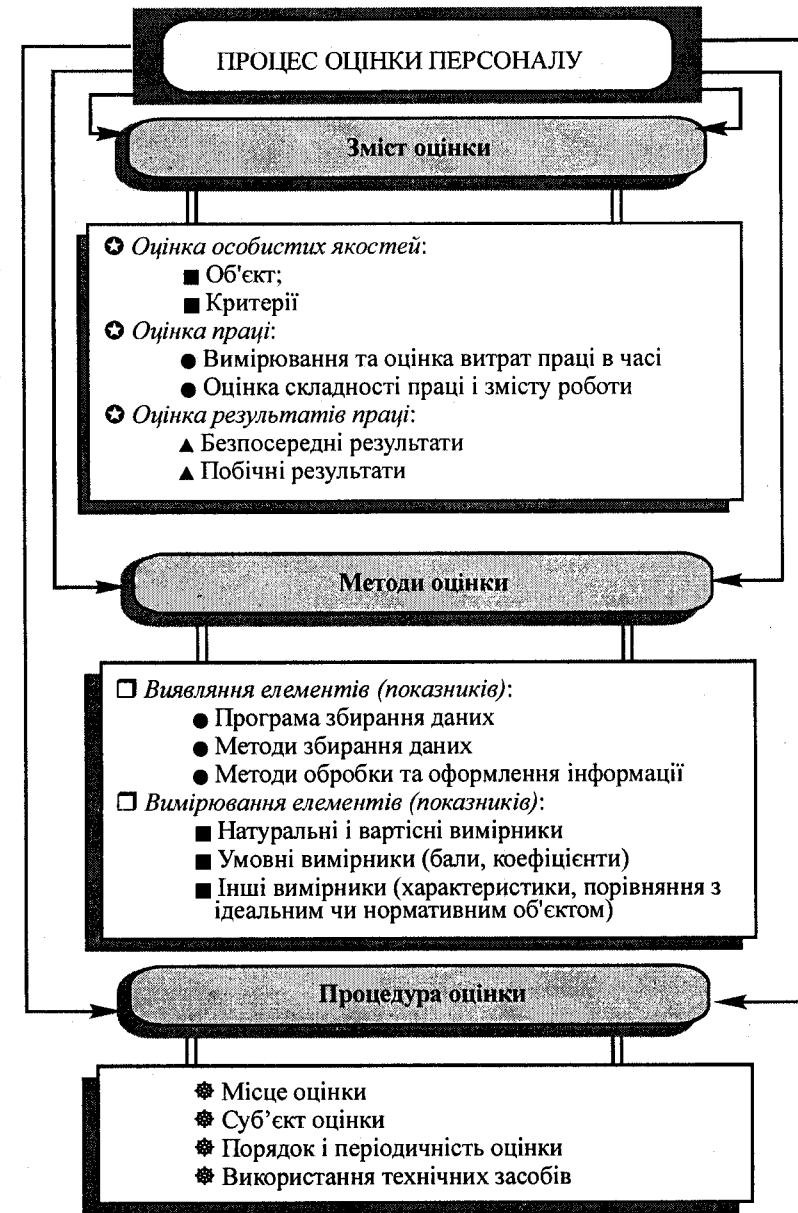 ПРОЦЕС ОЦІНКИ ПЕРСОНАЛУ
Зміст оцінки
Оцінка особистих якостей:
Об'єкт;
Критерії
Оцінка праці:
Вимірювання та оцінка витрат праці в часі
Оцінка складності праці і змісту роботи
Оцінка результатів праці:
Безпосередні результати
Побічні результати
Методи оцінки
Виявляння елементів (показників):
Програма збирання даних
Методи збирання даних
Методи обробки та оформлення інформації
Вимірювання елементів (показників):
Натуральні і вартісні вимірники
Умовні вимірники (бали, коефіцієнти)
Інші вимірники (характеристики, порівняння з
ідеальним чи нормативним об'єктом)
Процедура оцінки
Місце оцінки
Суб’єкт оцінки
Порядок і періодичність оцінки
Використання технічних засобів